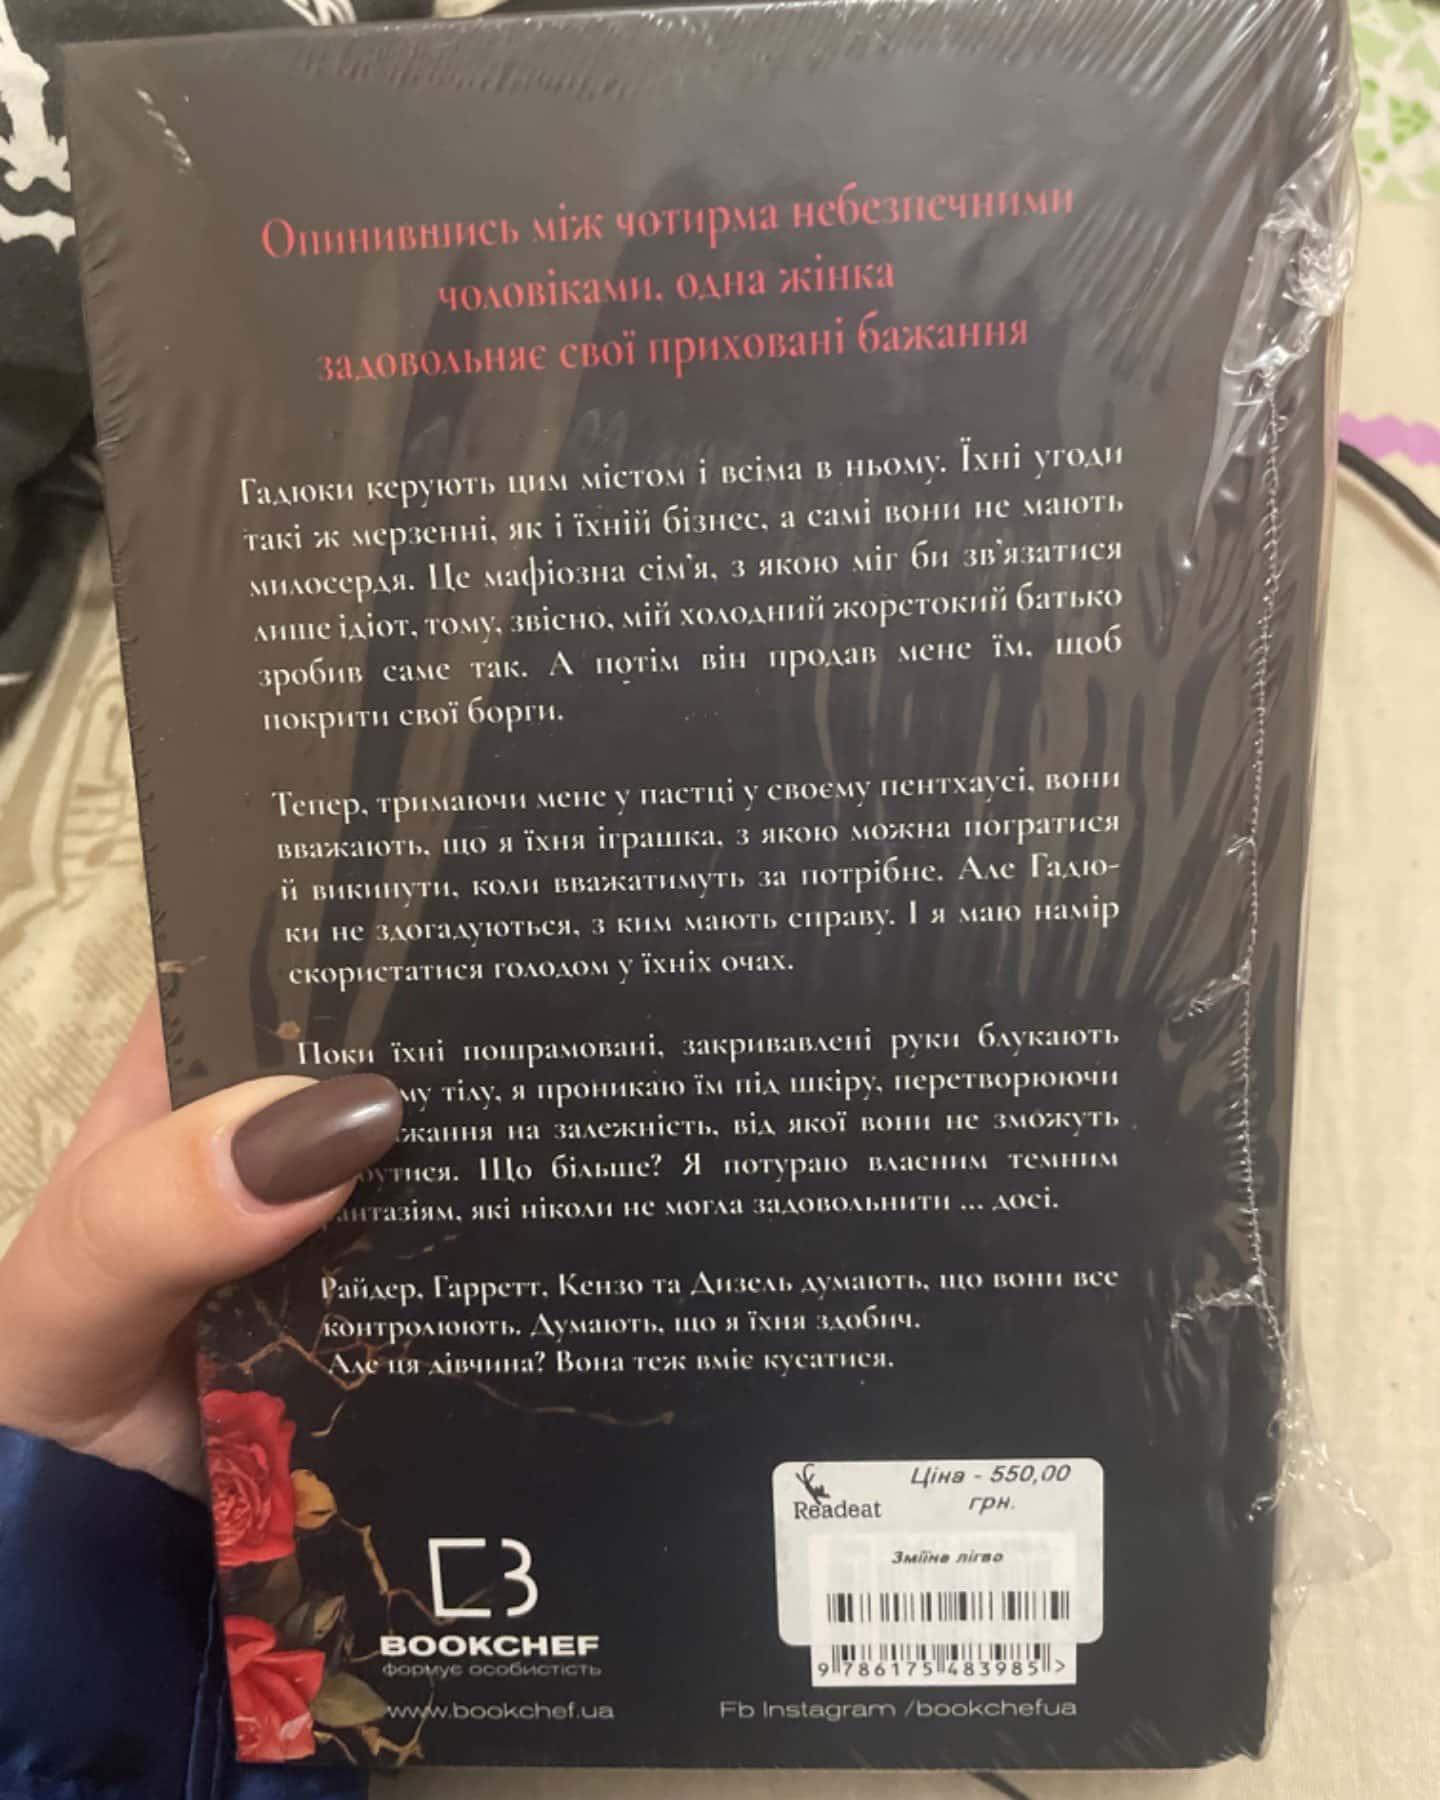 Опинившись між чотирма небезпечними
чоловіками, одна жінка
задовольняє свої приховані бажання
Гадюки керують цим містом і всіма в ньому. Їхні угоди
такі ж мерзенні, як і їхній бізнес, а самі вони не мають
милосердя. Це мафіозна сім'я, з якою міг би зв'язатися
лише ідіот, тому, звісно, мій холодний жорстокий батько
зробив саме так. А потім він продав мене їм, щоб
покрити свої борги.
Тепер, тримаючи мене у пастці у своєму пентхаусі, вони
вважають, що я їхня іграшка, з якою можна погратися
й викинути, коли вважатимуть за потрібне. Але Гадю-
ки не здогадуються, з ким мають справу. І я маю намір
скористатися голодом у їхніх очах.
Поки їхні пошрамовані, закривавлені руки блукають
тілу, я проникаю їм під шкіру, перетворюючи
на залежність, від якої вони не зможуть
Що більше? Я потураю власним темним
фантазіям, які ніколи не могла задовольнити ... досі.
Райдер, Гарретт, Кензо та Дизель думають, що вони все
контролюють. Думають, що я їхня здобич.
Але ця дівчина? Вона теж вміє кусатися.
Readeat
Ціна - 550,00
грн.
Зміїне лігво
BOOKCHEF
формує особистість
9 786175 483985 >
www.bookchef.ua
Fb Instagram /bookchefua